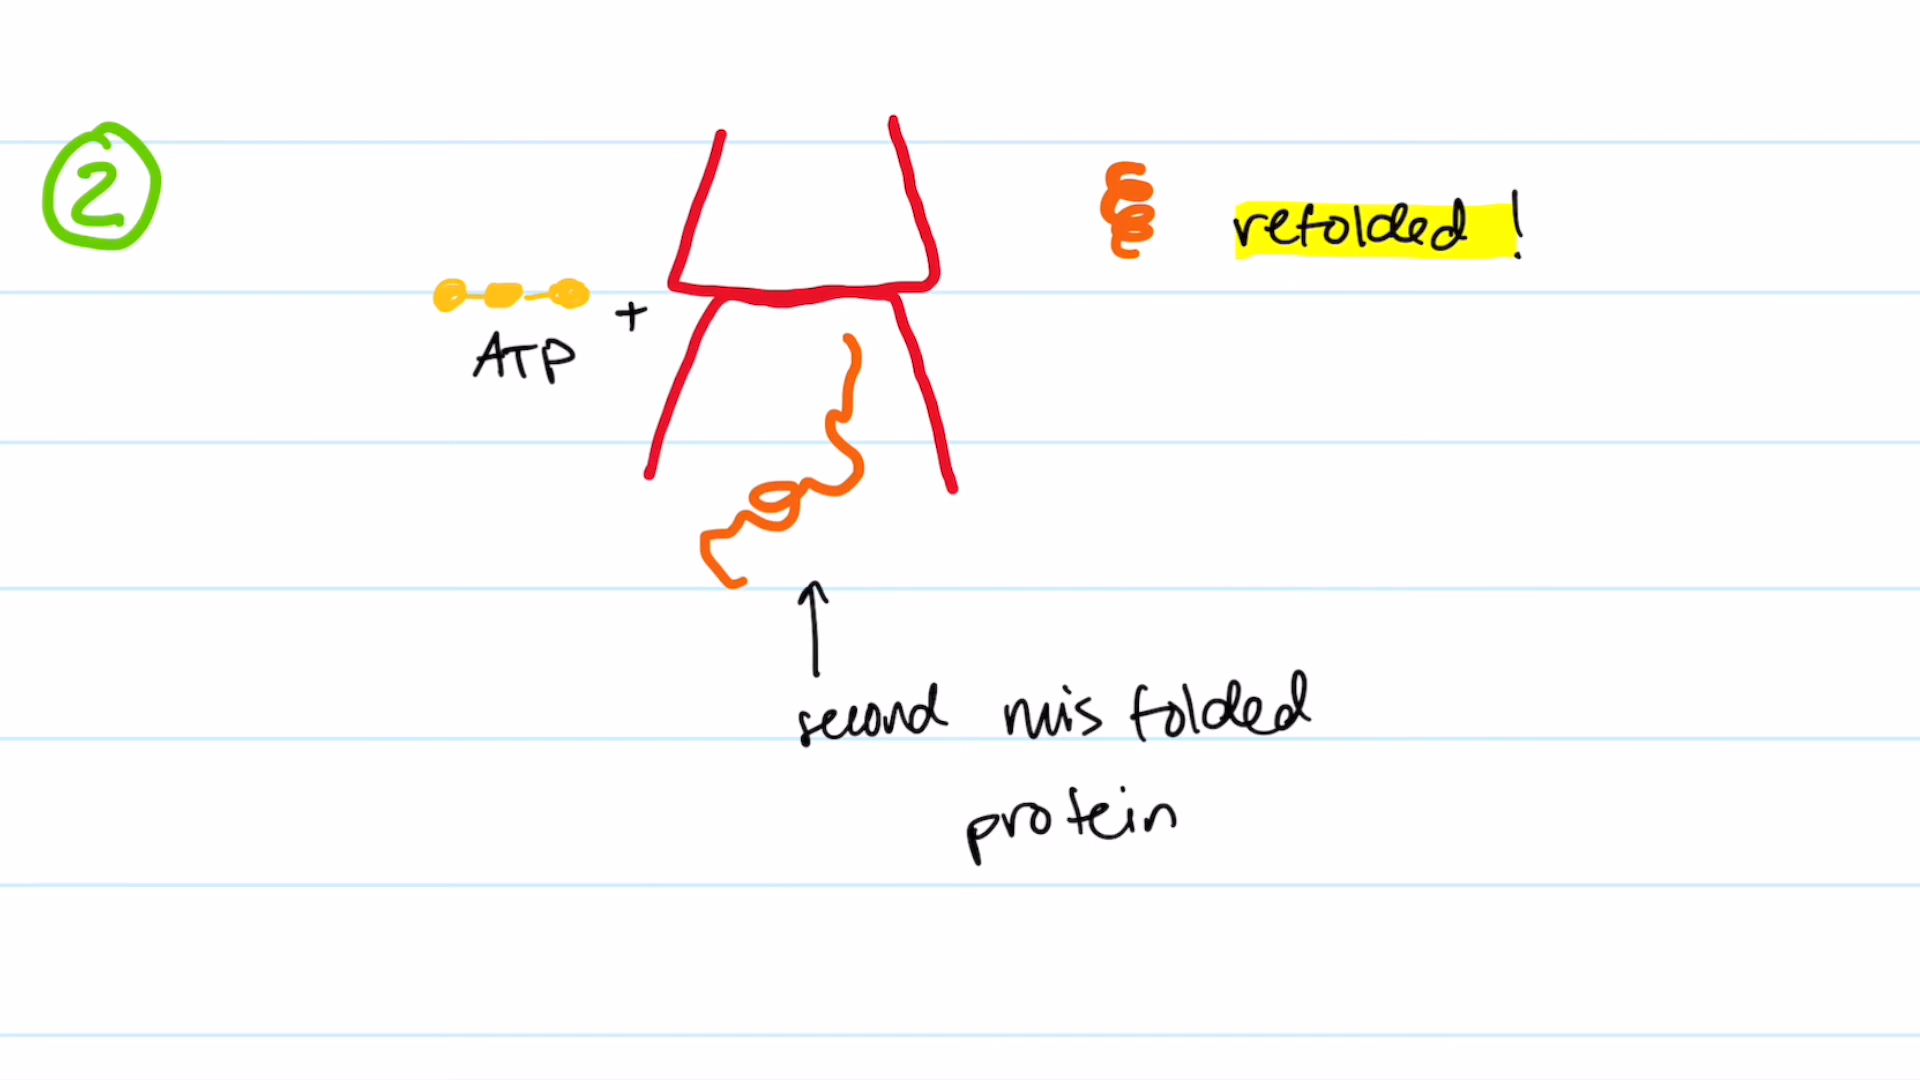 2
refolded!
+
ATP
second misfolded
protein